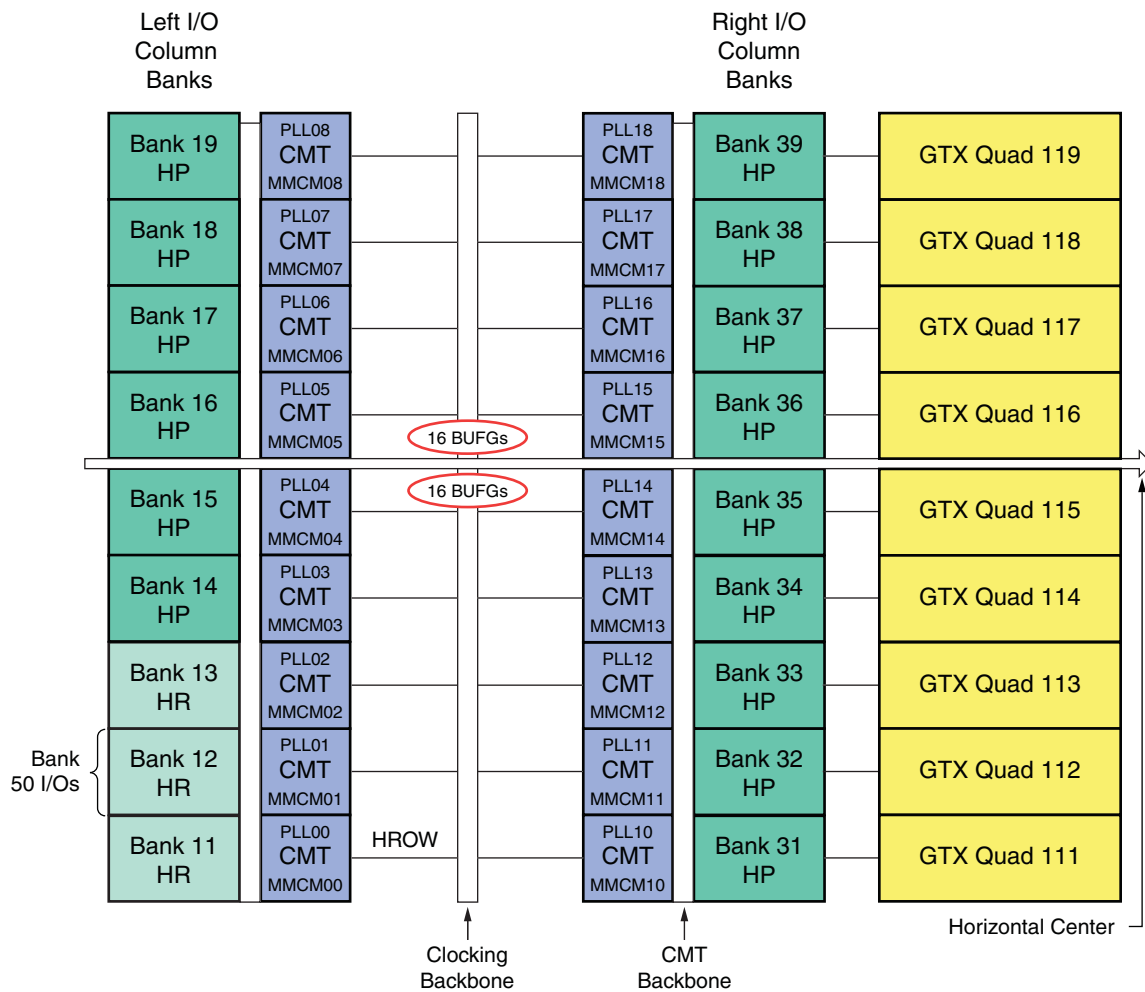 Left I/O
Column
Banks
Right I/O
Column
Banks
Bank 19
HP
PLL08
CMT
MMCM08
PLL18
CMT
MMCM18
Bank 39
HP
GTX Quad 119
Bank 18
HP
PLL07
CMT
MMCM07
PLL17
CMT
MMCM17
Bank 38
HP
GTX Quad 118
Bank 17
HP
PLL06
CMT
MMCM06
PLL16
CMT
MMCM16
Bank 37
HP
GTX Quad 117
Bank 16
HP
PLL05
CMT
MMCM05
16 BUFGs
PLL15
CMT
MMCM15
Bank 36
HP
GTX Quad 116
Bank 15
HP
PLL04
CMT
MMCM04
16 BUFGs
PLL14
CMT
MMCM14
Bank 35
HP
GTX Quad 115
Bank 14
HP
PLL03
CMT
MMCM03
PLL13
CMT
MMCM13
Bank 34
HP
GTX Quad 114
Bank 13
HR
PLL02
CMT
MMCM02
PLL12
CMT
MMCM12
Bank 33
HP
GTX Quad 113
Bank
50 I/Os
Bank 12
HR
PLL01
CMT
MMCM01
PLL11
CMT
MMCM11
Bank 32
HP
GTX Quad 112
Bank 11
HR
PLL00
CMT
MMCM00
HROW
PLL10
CMT
MMCM10
Bank 31
HP
GTX Quad 111
Horizontal Center
Clocking
Backbone
CMT
Backbone